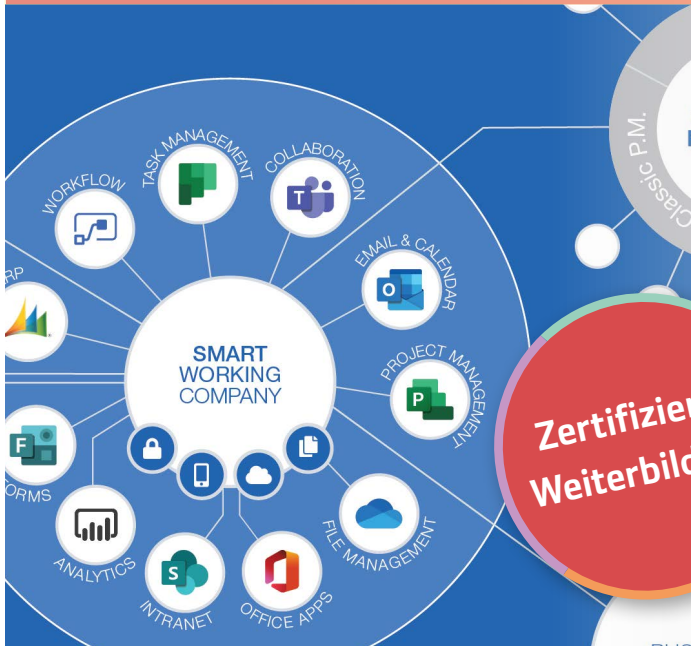 Classic P.M.
TASK MANAGEMENT
COLLABORATION
WORKFLOW
EMAIL & CALENDAR
RP
SMART
WORKING
COMPANY
PROJECT MANAGEMENT
Zertifizier
Weiterbild
ORMS
ANALYTICS
FILE MANAGEMENT
INTRANET
OFFICE APPS
T
O
P
F
S